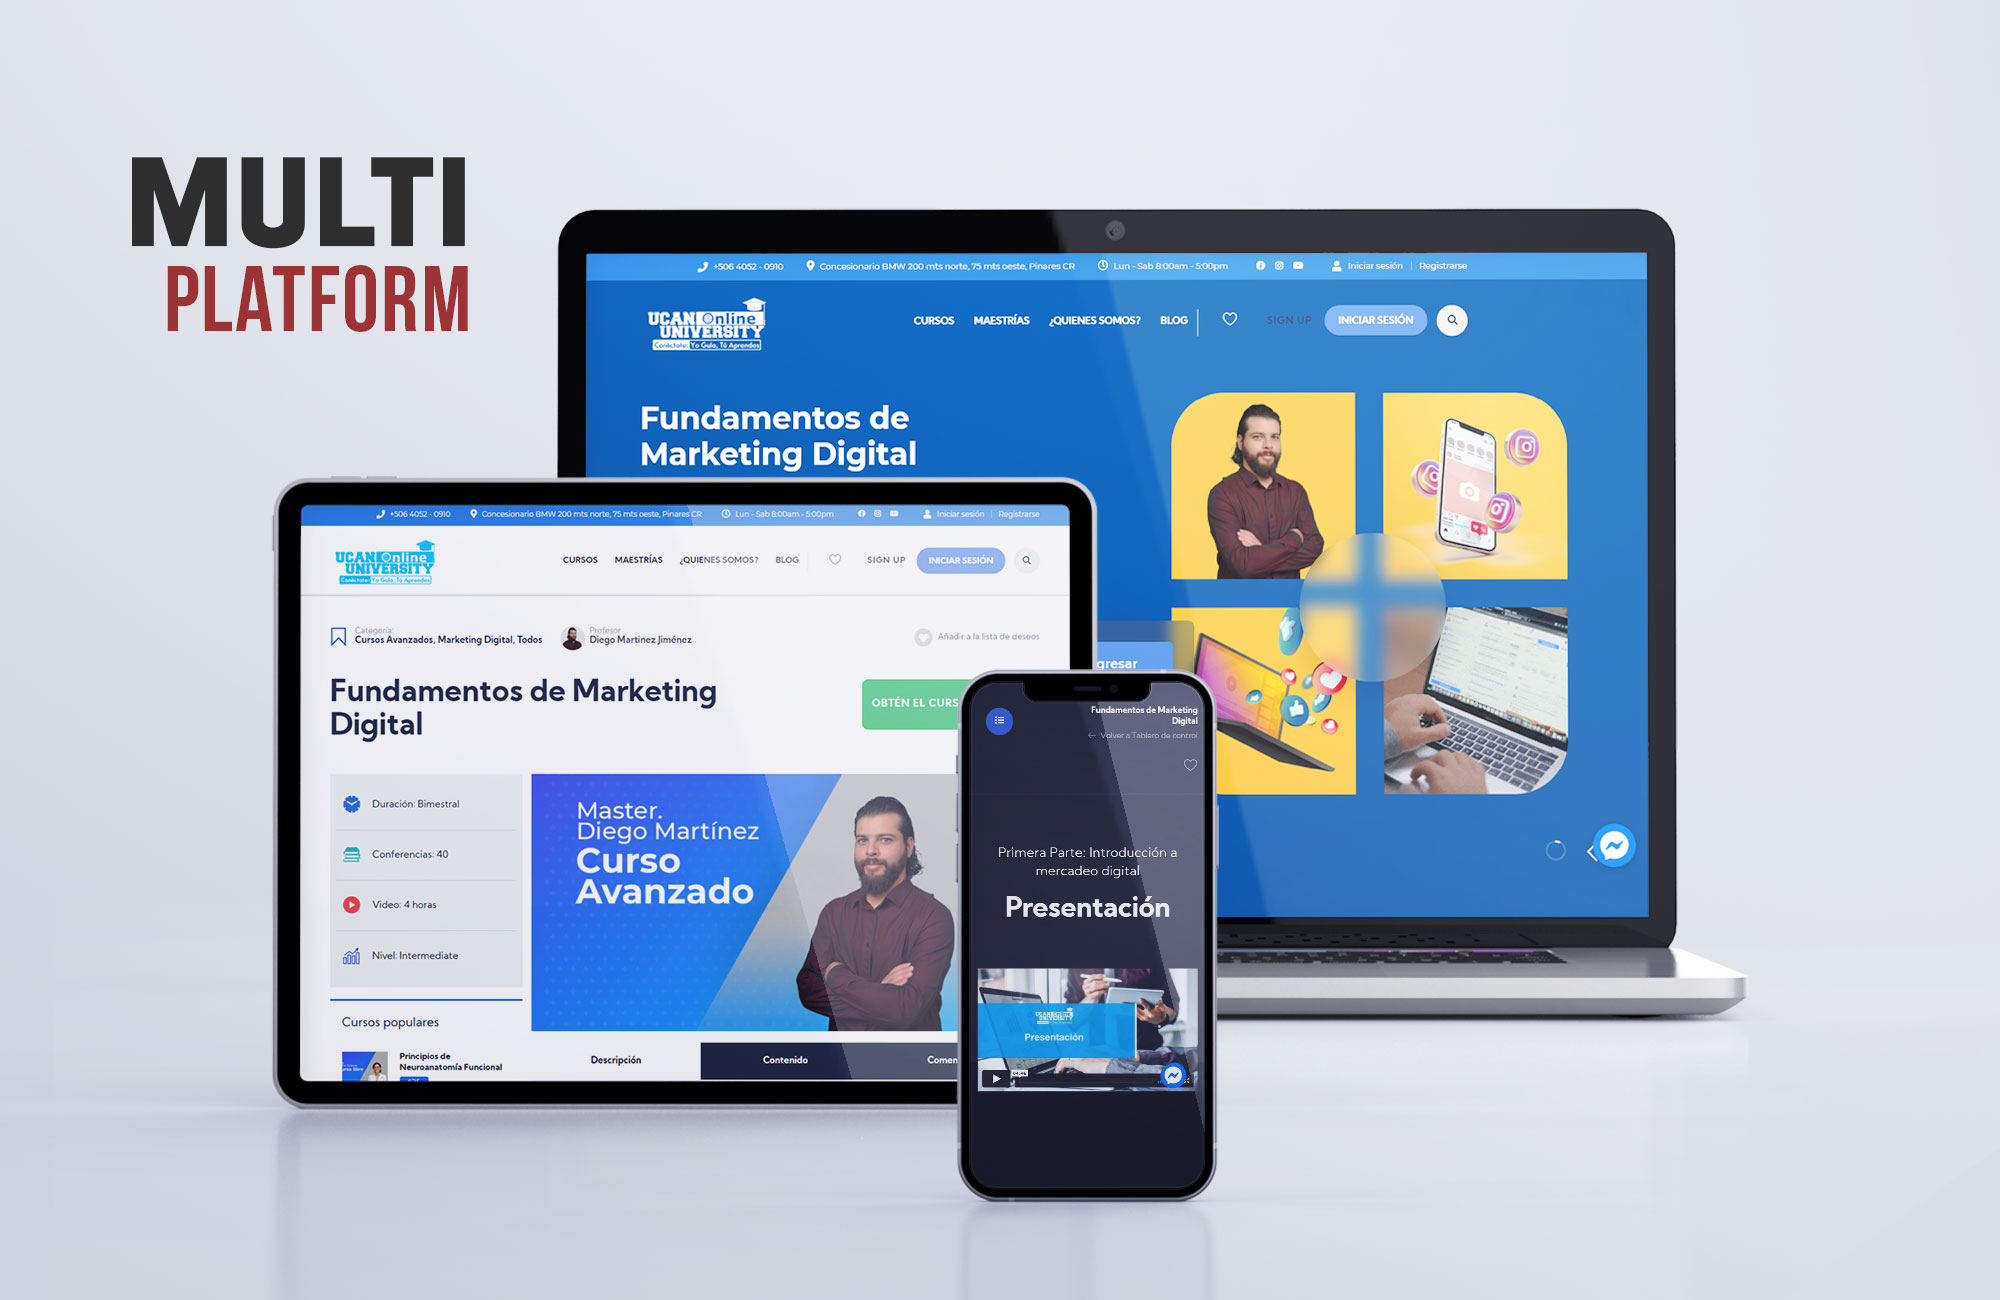 MULTI
PLATFORM
+506 4052 - 0910
Concesionario BMW 200 mts norte, 75 mts oeste, Pinares CR
Lun - Sab 8:00am - 5:00pm
Iniciar sesión
Registrarse
UCAN Online
UNIVERSITY
Conéctate: Yo Guío, Tú Aprendes
CURSOS
MAESTRÍAS
¿QUIENES SOMOS?
BLOG
SIGN UP
INICIAR SESIÓN
Fundamentos de
Marketing Digital
gresar
+506 4052 - 0910
Concesionario BMW 200 mts norte, 75 mts oeste, Pinares CR
Lun - Sab 8:00am - 5:00pm
Iniciar sesión
Registrarse
UCAN Online
UNIVERSITY
Conéctate: Yo Guío, Tú Aprendes
CURSOS
MAESTRÍAS
¿QUIENES SOMOS?
BLOG
SIGN UP
INICIAR SESIÓN
Categoría:
Cursos Avanzados, Marketing Digital, Todos
Profesor
Diego Martinez Jiménez
Añadir a la lista de deseos
Fundamentos de Marketing
Digital
OBTÉN EL CURS
Duración: Bimestral
Conferencias: 40
Video: 4 horas
Nivel: Intermediate
Master.
Diego Martínez
Curso
Avanzado
Cursos populares
Principios de
Neuroanatomía Funcional
Descripción
Contenido
Comen
Fundamentos de Marketing
Digital
← Volver a Tablero de control
Primera Parte: Introducción a
mercadeo digital
Presentación
UCAN Online
UNIVERSITY
Presentación